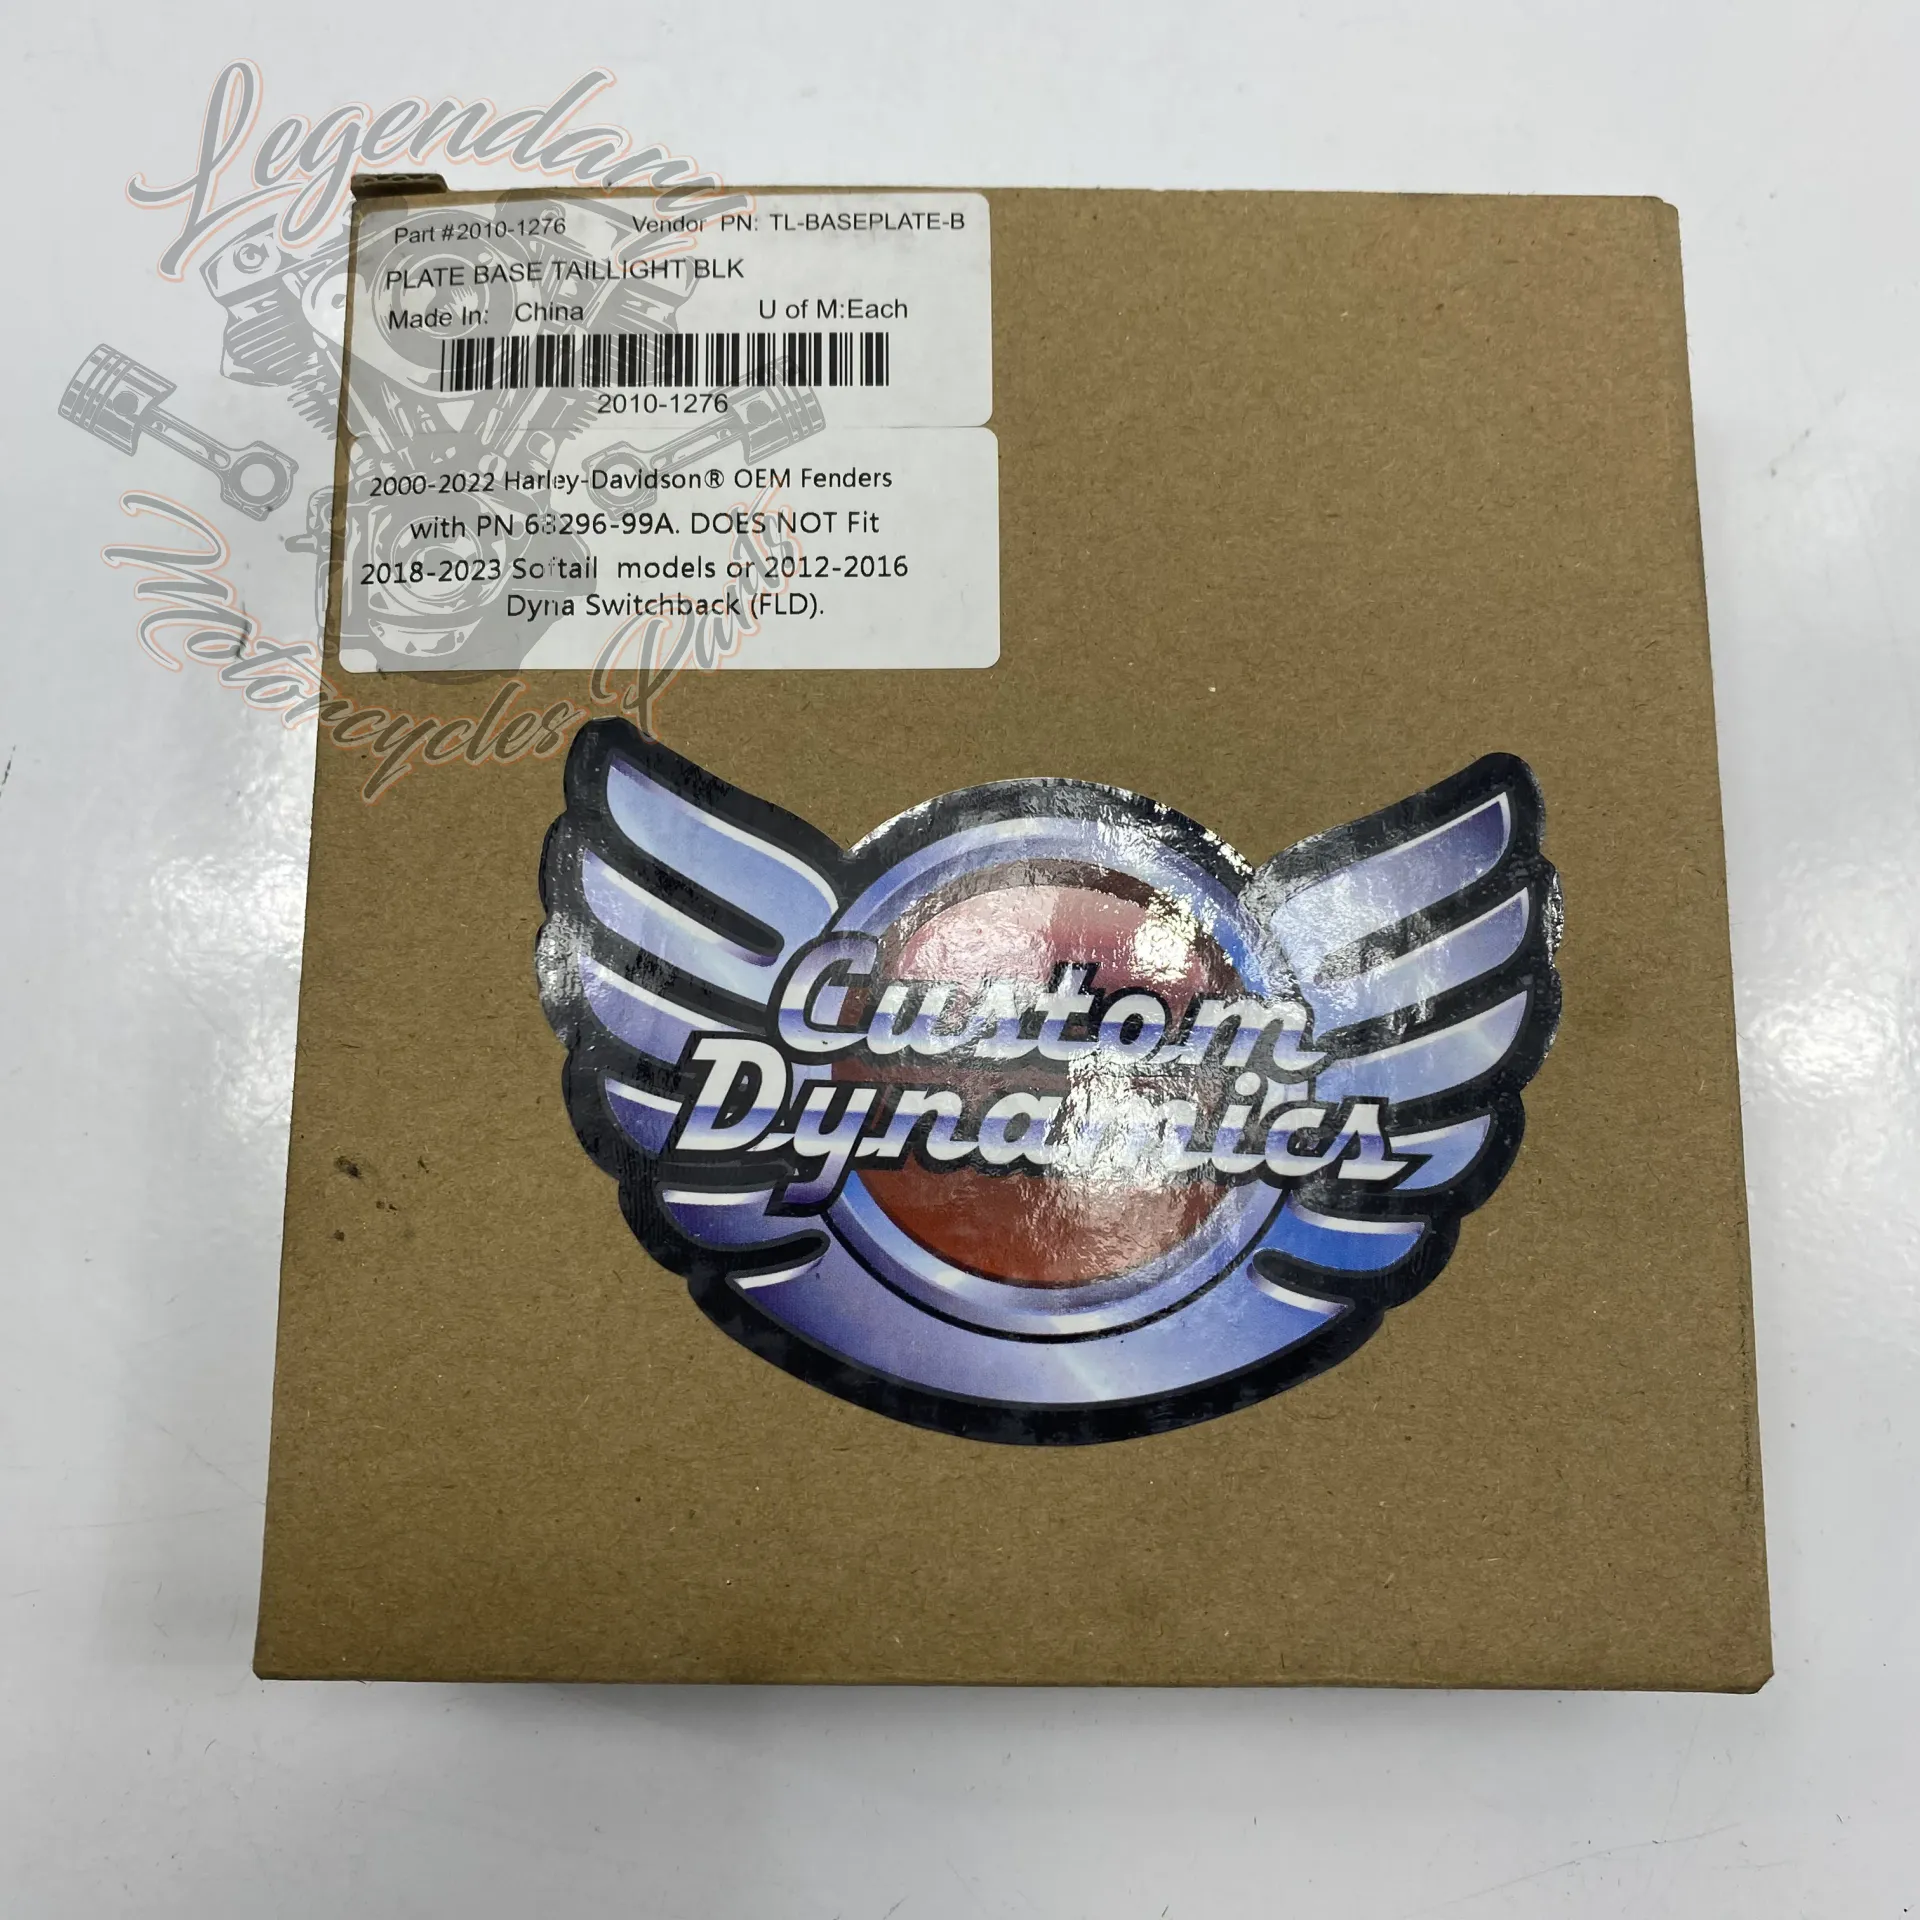 Legendary
Part #2010-1276 Vendor PN: TL-BASEPLATE-B
PLATE BASE TAILLIGHT BLK
Made In: China U of M:Each
2010-1276
2000-2022 Harley-Davidson® OEM Fenders
with PN 68296-99A. DOES NOT Fit
2018-2023 Softail models or 2012-2016
Dyna Switchback (FLD).
Motorcycles Parts
Custom
Dynamics